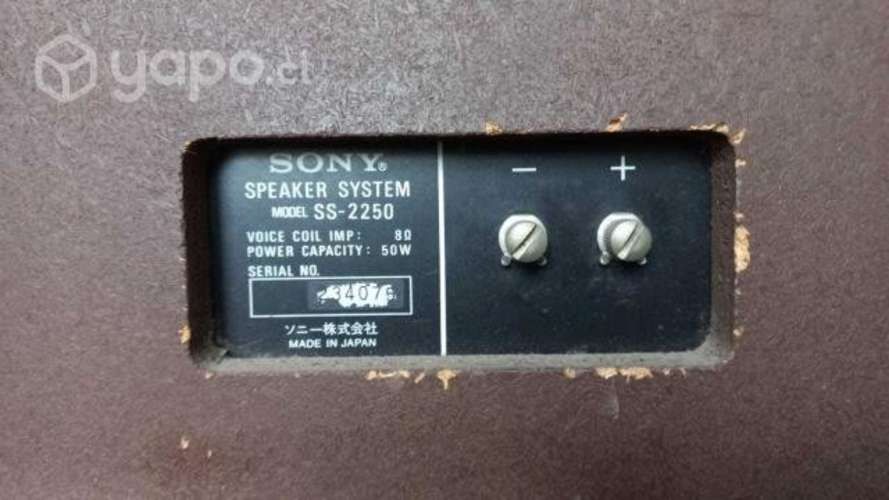 yapo.cl
SONY®
SPEAKER SYSTEM
MODEL SS-2250
VOICE COIL IMP: 8Ω
POWER CAPACITY: 50W
SERIAL NO.
ソニー株式会社
MADE IN JAPAN
− +